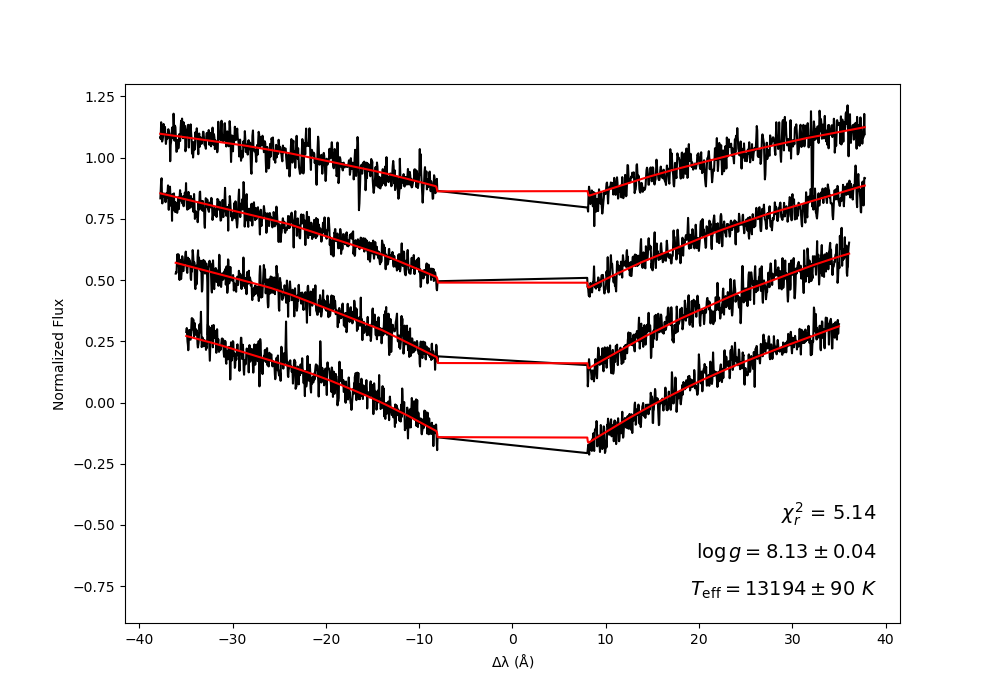 1.25
1.00
0.75
0.50
0.25
0.00
−0.25
−0.50
−0.75
Normalized Flux
χ²ᵣ = 5.14
log g = 8.13 ± 0.04
T_eff = 13194 ± 90 K
−40 −30 −20 −10 0 10 20 30 40
Δλ (Å)